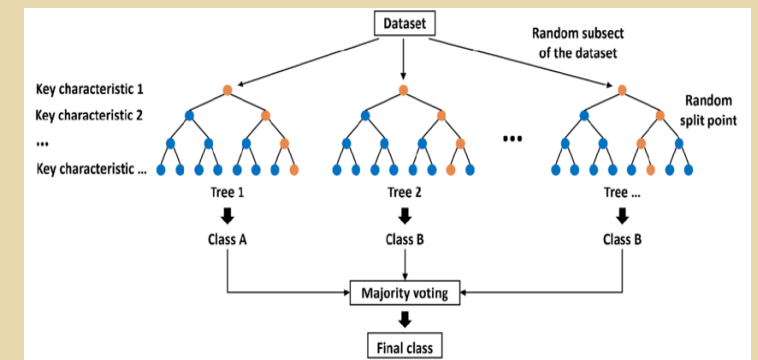 Dataset
Random subsect
of the dataset
Key characteristic 1
Key characteristic 2
...
Key characteristic ...
Random
split point
...
Tree 1
Tree 2
Tree ...
Class A
Class B
Class B
Majority voting
Final class